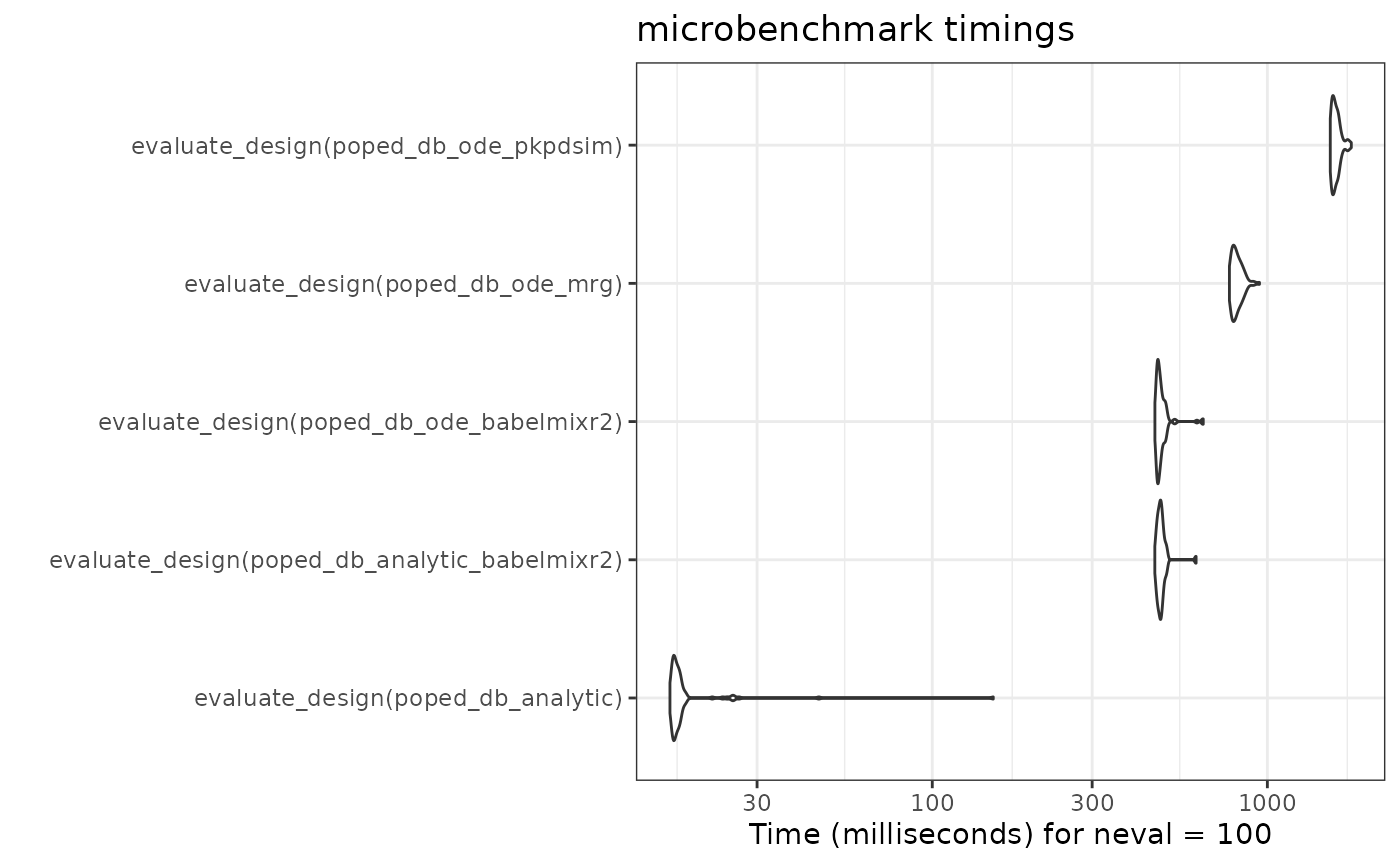 microbenchmark timings
evaluate_design(poped_db_ode_pkpdsim)
evaluate_design(poped_db_ode_mrg)
evaluate_design(poped_db_ode_babelmixr2)
evaluate_design(poped_db_analytic_babelmixr2)
evaluate_design(poped_db_analytic)
30 100 300 1000
Time (milliseconds) for neval = 100